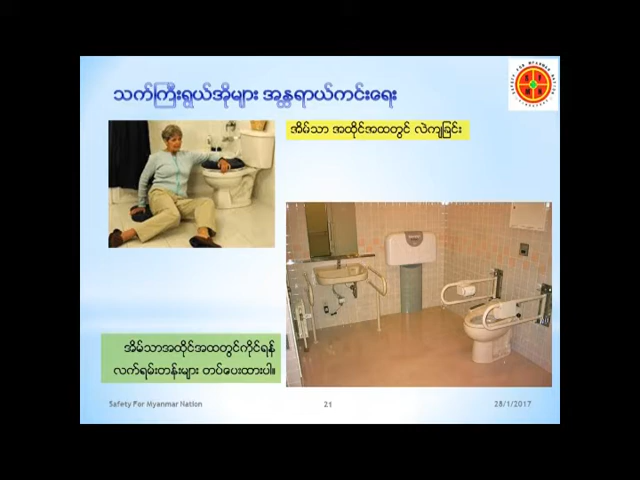 သက်ကြီးရွယ်အိုများ အန္တရာယ်ကင်းရေး
အိမ်သာ အထိုင်အထတွင် လဲကျခြင်း
အိမ်သာအထိုင်အထတွင်ကိုင်ရန်
လက်ရမ်းတန်းများ တပ်ပေးထားပါ။
Safety For Myanmar Nation
21
28/1/2017